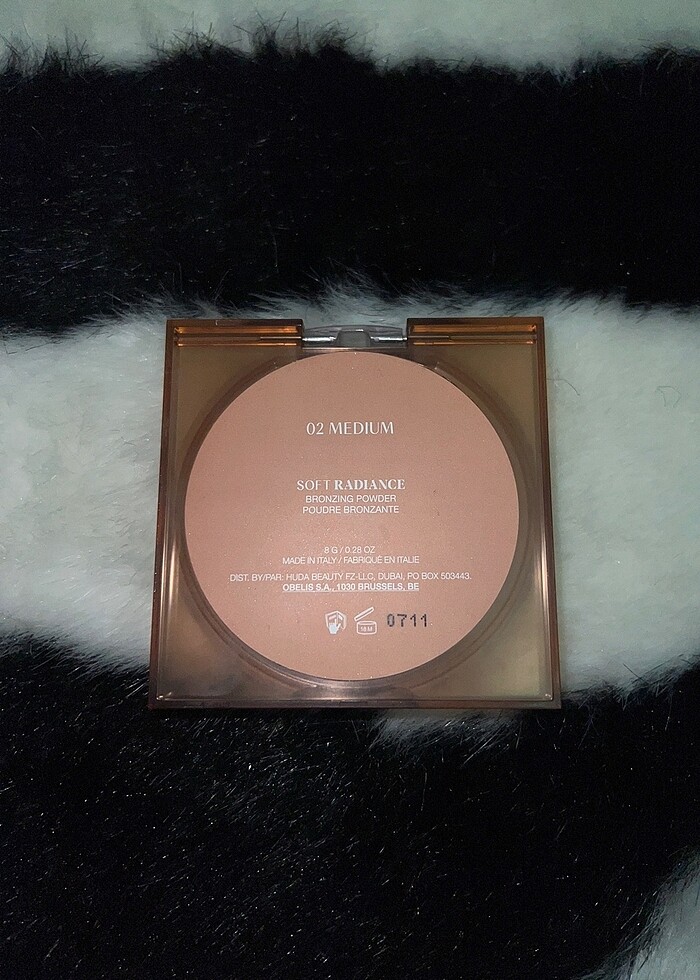 02 MEDIUM
SOFT RADIANCE
BRONZING POWDER
POUDRE BRONZANTE
8 G / 0.28 OZ
MADE IN ITALY / FABRIQUÉ EN ITALIE
DIST. BY/PAR: HUDA BEAUTY FZ-LLC, DUBAI, PO BOX 503443.
OBELIS S.A., 1030 BRUSSELS, BE
18 M 0711